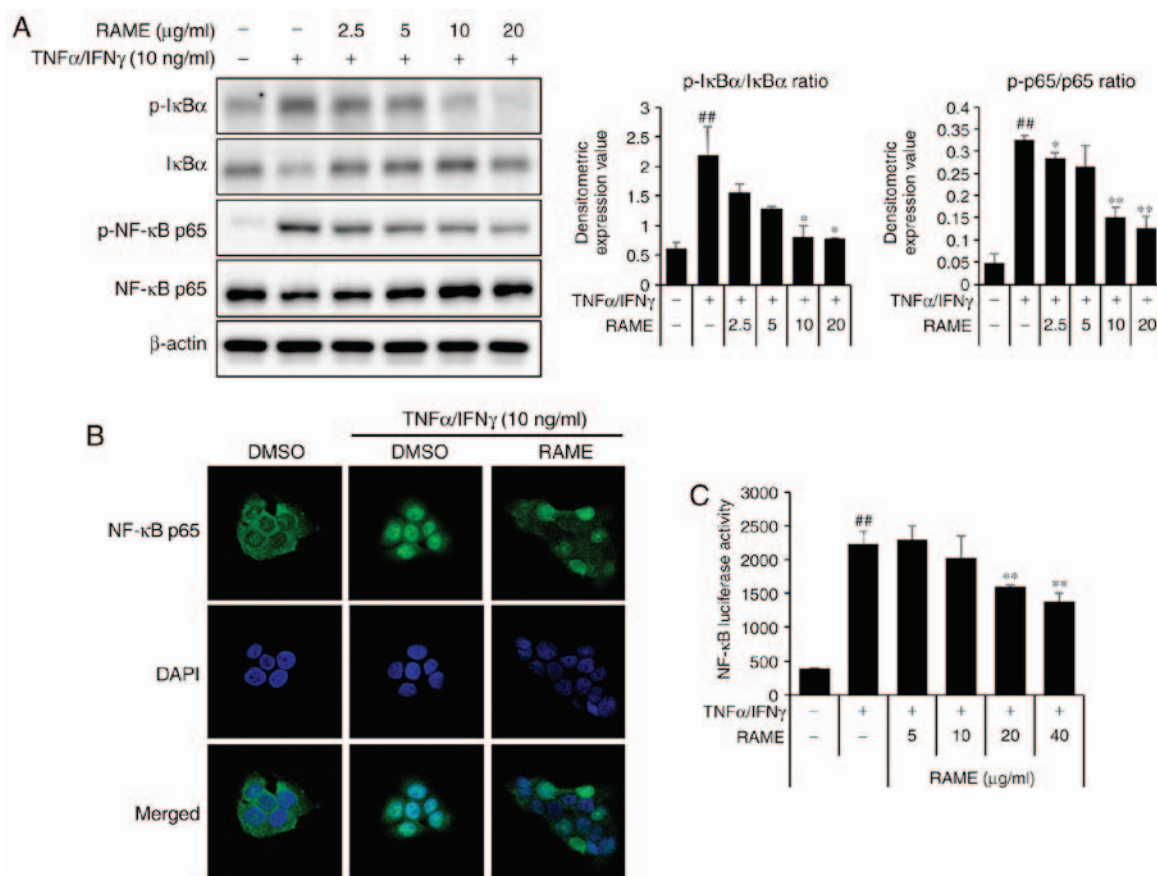 A
RAME (µg/ml) – – 2.5 5 10 20
TNFα/IFNγ (10 ng/ml) – + + + + +
p-IκBα
IκBα
p-NF-κB p65
NF-κB p65
β-actin
p-IκBα/IκBα ratio
Densitometric
expression value
3
2.5
2
1.5
1
0.5
0
##
*
*
TNFα/IFNγ – + + + + +
RAME – – 2.5 5 10 20
p-p65/p65 ratio
Densitometric
expression value
0.4
0.35
0.3
0.25
0.2
0.15
0.1
0.05
0
##
*
**
**
TNFα/IFNγ – + + + + +
RAME – – 2.5 5 10 20
B
TNFα/IFNγ (10 ng/ml)
DMSO DMSO RAME
NF-κB p65
DAPI
Merged
C
NF-κB luciferase activity
3000
2500
2000
1500
1000
500
0
##
**
**
TNFα/IFNγ – + + + + +
RAME – – 5 10 20 40
RAME (µg/ml)